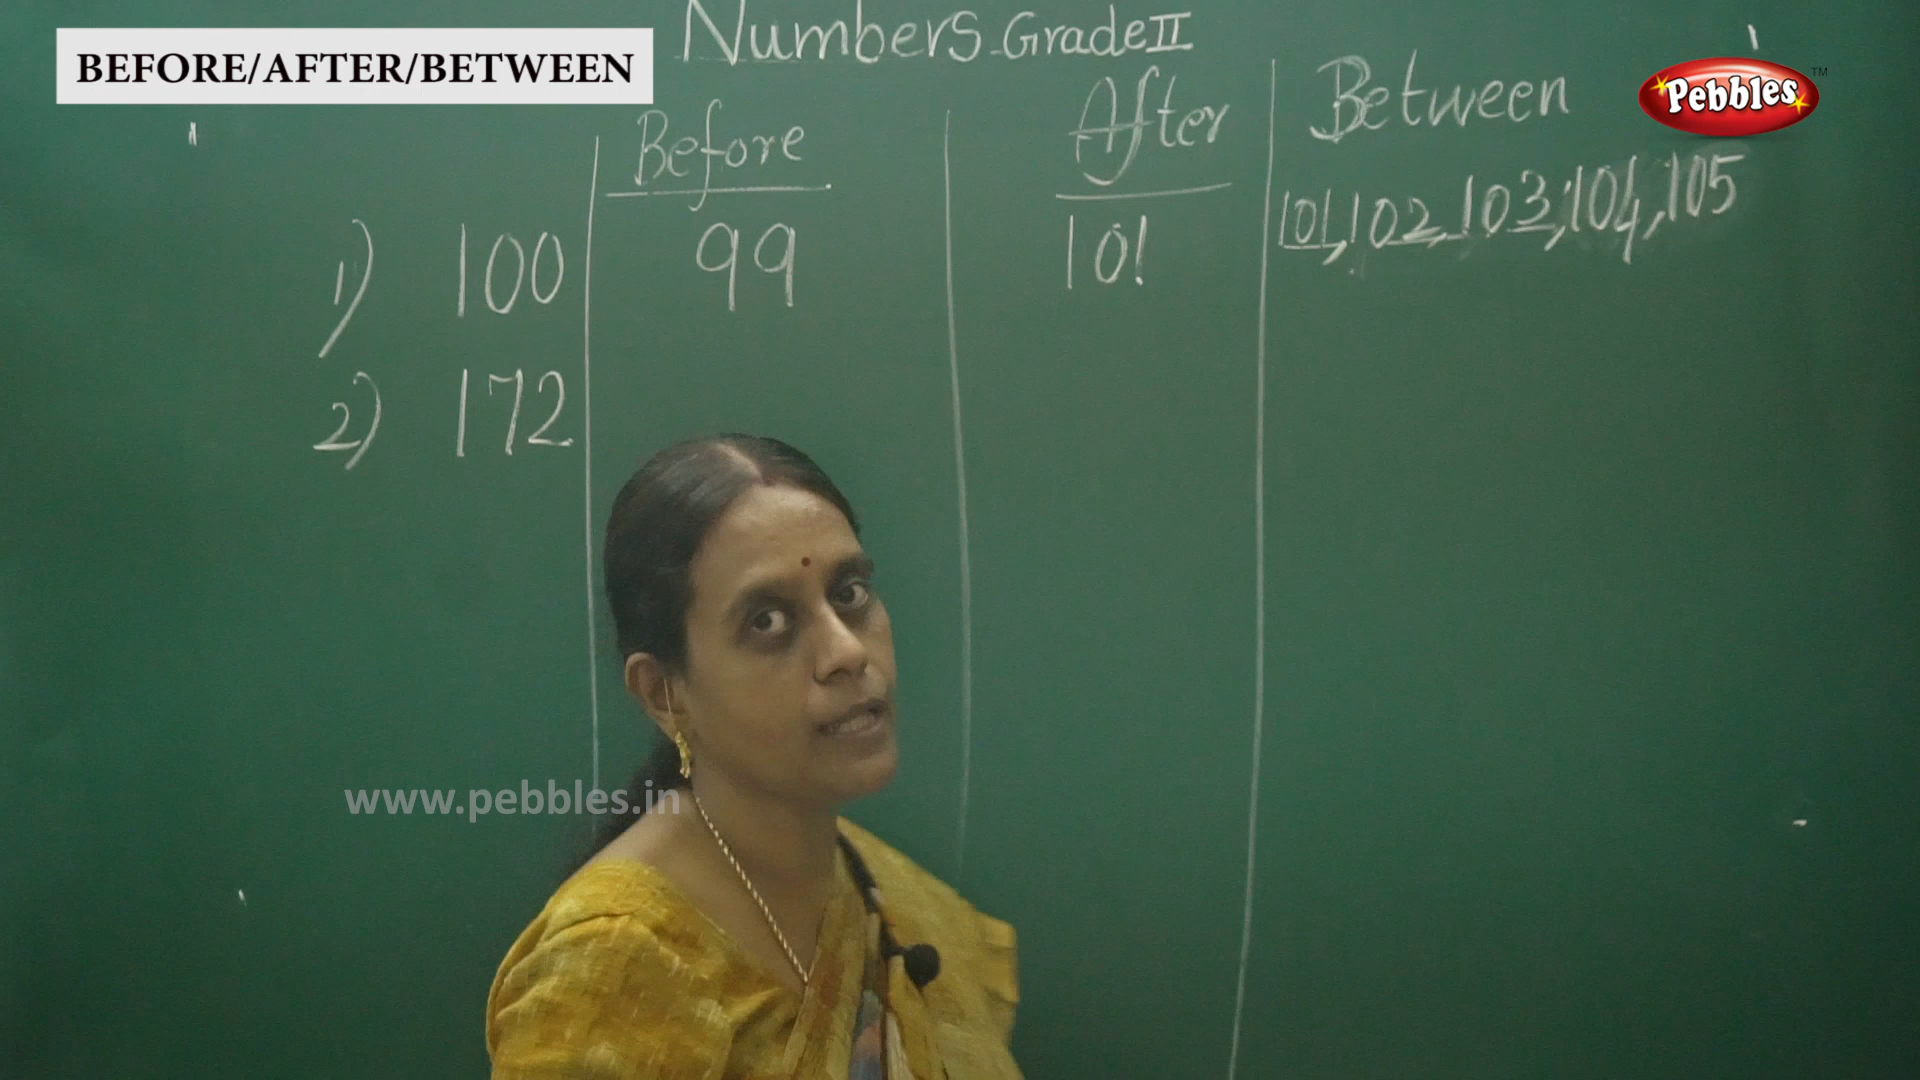 Numbers - Grade II
BEFORE/AFTER/BETWEEN
Pebbles™
Before After Between
1) 100 99 101 101, 102, 103, 104, 105
2) 172
www.pebbles.in